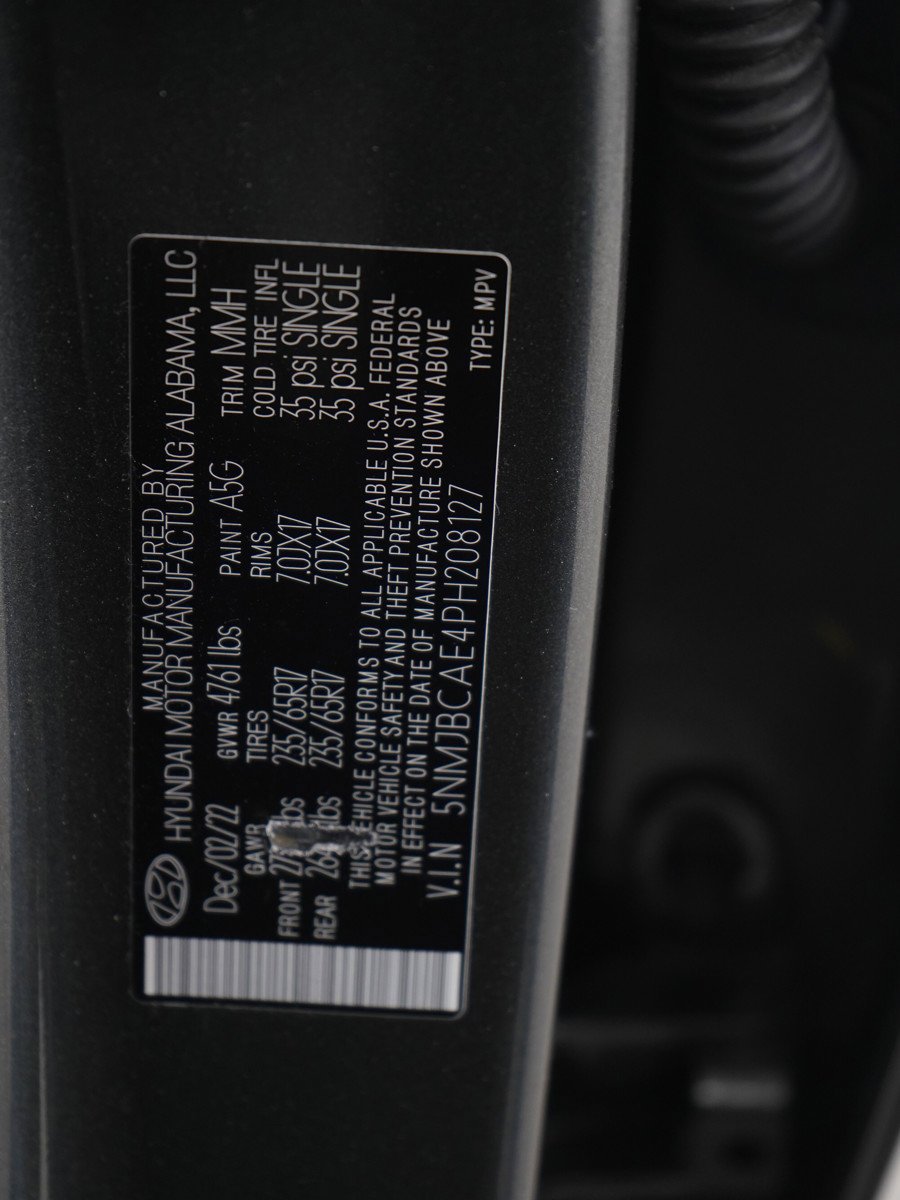 MANUFACTURED BY
HYUNDAI MOTOR MANUFACTURING ALABAMA, LLC
Dec/02/22 GVWR 4761 lbs PAINT A5G TRIM MMH
GAWR TIRES RIMS COLD TIRE INFL
FRONT lbs 235/65R17 7.0JX17 35 psi SINGLE
REAR lbs 235/65R17 7.0JX17 35 psi SINGLE
THIS VEHICLE CONFORMS TO ALL APPLICABLE U.S.A. FEDERAL
MOTOR VEHICLE SAFETY AND THEFT PREVENTION STANDARDS
IN EFFECT ON THE DATE OF MANUFACTURE SHOWN ABOVE
V.I.N 5NMJBCAE4PH208127
TYPE: MPV